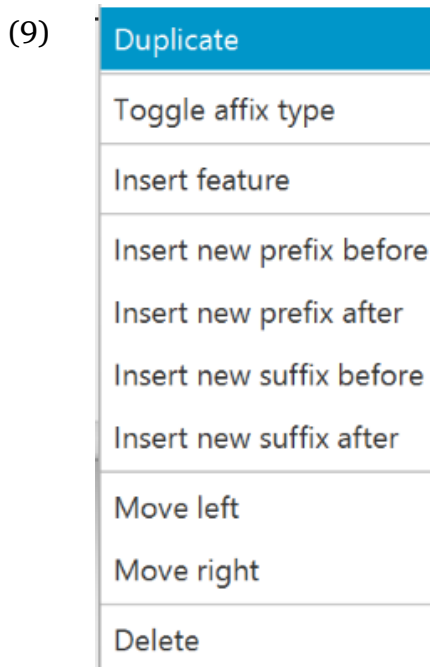 (9) Duplicate
Toggle affix type
Insert feature
Insert new prefix before
Insert new prefix after
Insert new suffix before
Insert new suffix after
Move left
Move right
Delete